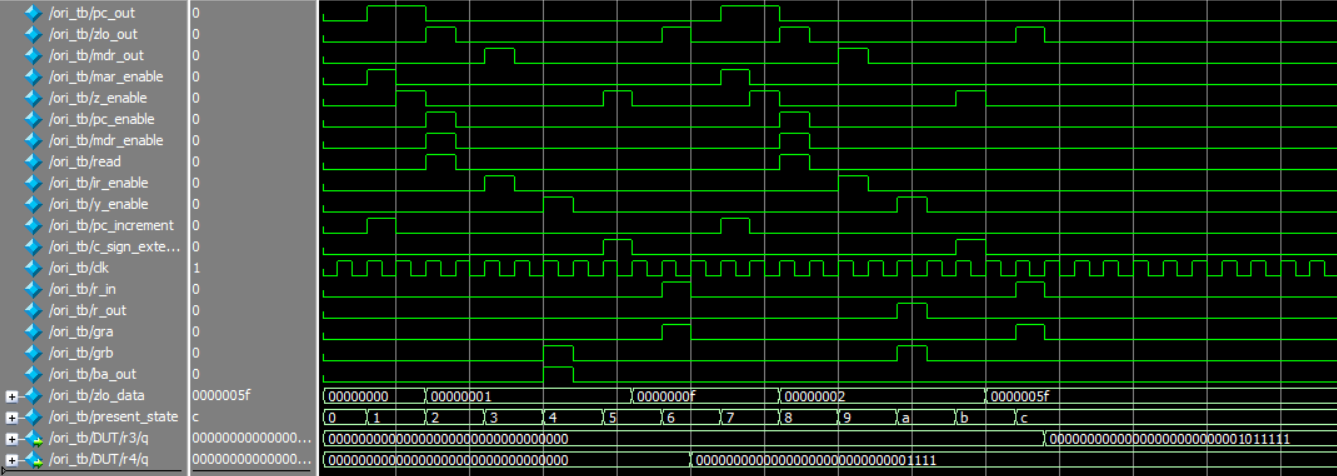 /ori_tb/pc_out 0
/ori_tb/zlo_out 0
/ori_tb/mdr_out 0
/ori_tb/mar_enable 0
/ori_tb/z_enable 0
/ori_tb/pc_enable 0
/ori_tb/mdr_enable 0
/ori_tb/read 0
/ori_tb/ir_enable 0
/ori_tb/y_enable 0
/ori_tb/pc_increment 0
/ori_tb/c_sign_exte... 0
/ori_tb/clk 1
/ori_tb/r_in 0
/ori_tb/r_out 0
/ori_tb/gra 0
/ori_tb/grb 0
/ori_tb/ba_out 0
/ori_tb/zlo_data 0000005f 00000000 00000001 0000000f 00000002 0000005f
/ori_tb/present_state c 0 1 2 3 4 5 6 7 8 9 a b c
/ori_tb/DUT/r3/q 00000000000000... 00000000000000000000000000000000 00000000000000000000000001011111
/ori_tb/DUT/r4/q 00000000000000... 00000000000000000000000000000000 00000000000000000000000000001111